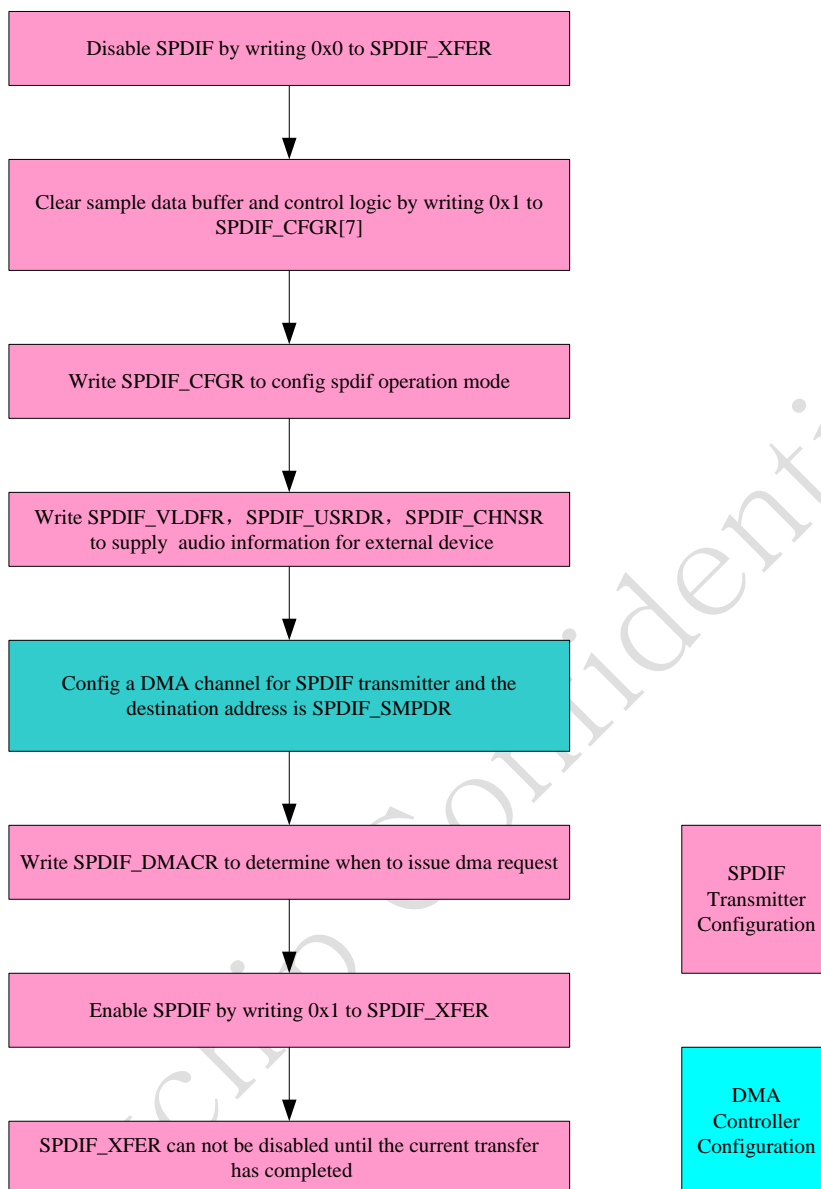 Disable SPDIF by writing 0x0 to SPDIF_XFER
Clear sample data buffer and control logic by writing 0x1 to
SPDIF_CFGR[7]
Write SPDIF_CFGR to config spdif operation mode
Write SPDIF_VLDFR，SPDIF_USRDR，SPDIF_CHNSR
to supply audio information for external device
Config a DMA channel for SPDIF transmitter and the
destination address is SPDIF_SMPDR
Write SPDIF_DMACR to determine when to issue dma request
Enable SPDIF by writing 0x1 to SPDIF_XFER
SPDIF_XFER can not be disabled until the current transfer
has completed
SPDIF
Transmitter
Configuration
DMA
Controller
Configuration